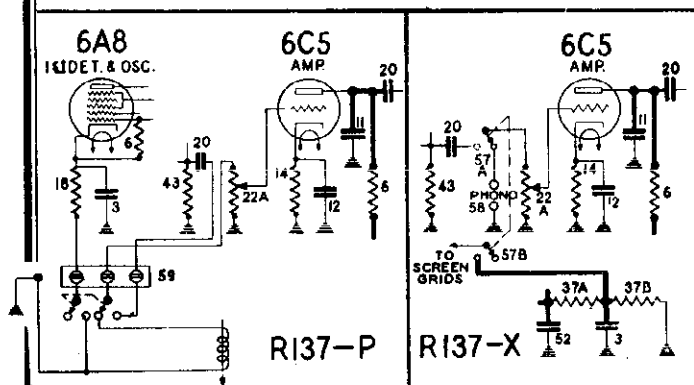 6A8
1ST DET. & OSC.
6C5
AMP.
20
6
11
20
18
3
43
22A
14
12
6
59
R137-P
6C5
AMP.
20
20
11
57
A
43
PHONO
58
22
A
14
12
6
57B
TO
SCREEN
GRIDS
37A
37B
52
3
R137-X